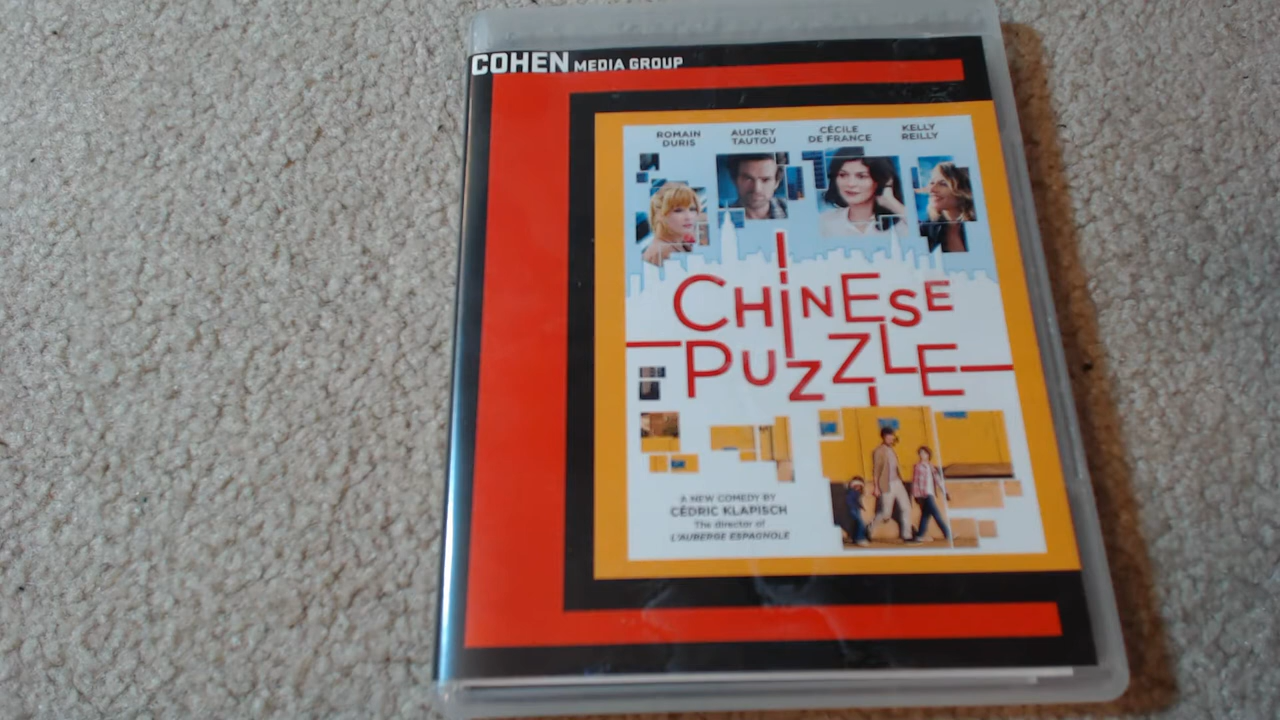 COHEN MEDIA GROUP
ROMAIN DURIS
AUDREY TAUTOU
CÉCILE DE FRANCE
KELLY REILLY
CHINESE
PUZZLE
A NEW COMEDY BY
CÉDRIC KLAPISCH
The director of
L'AUBERGE ESPAGNOLE